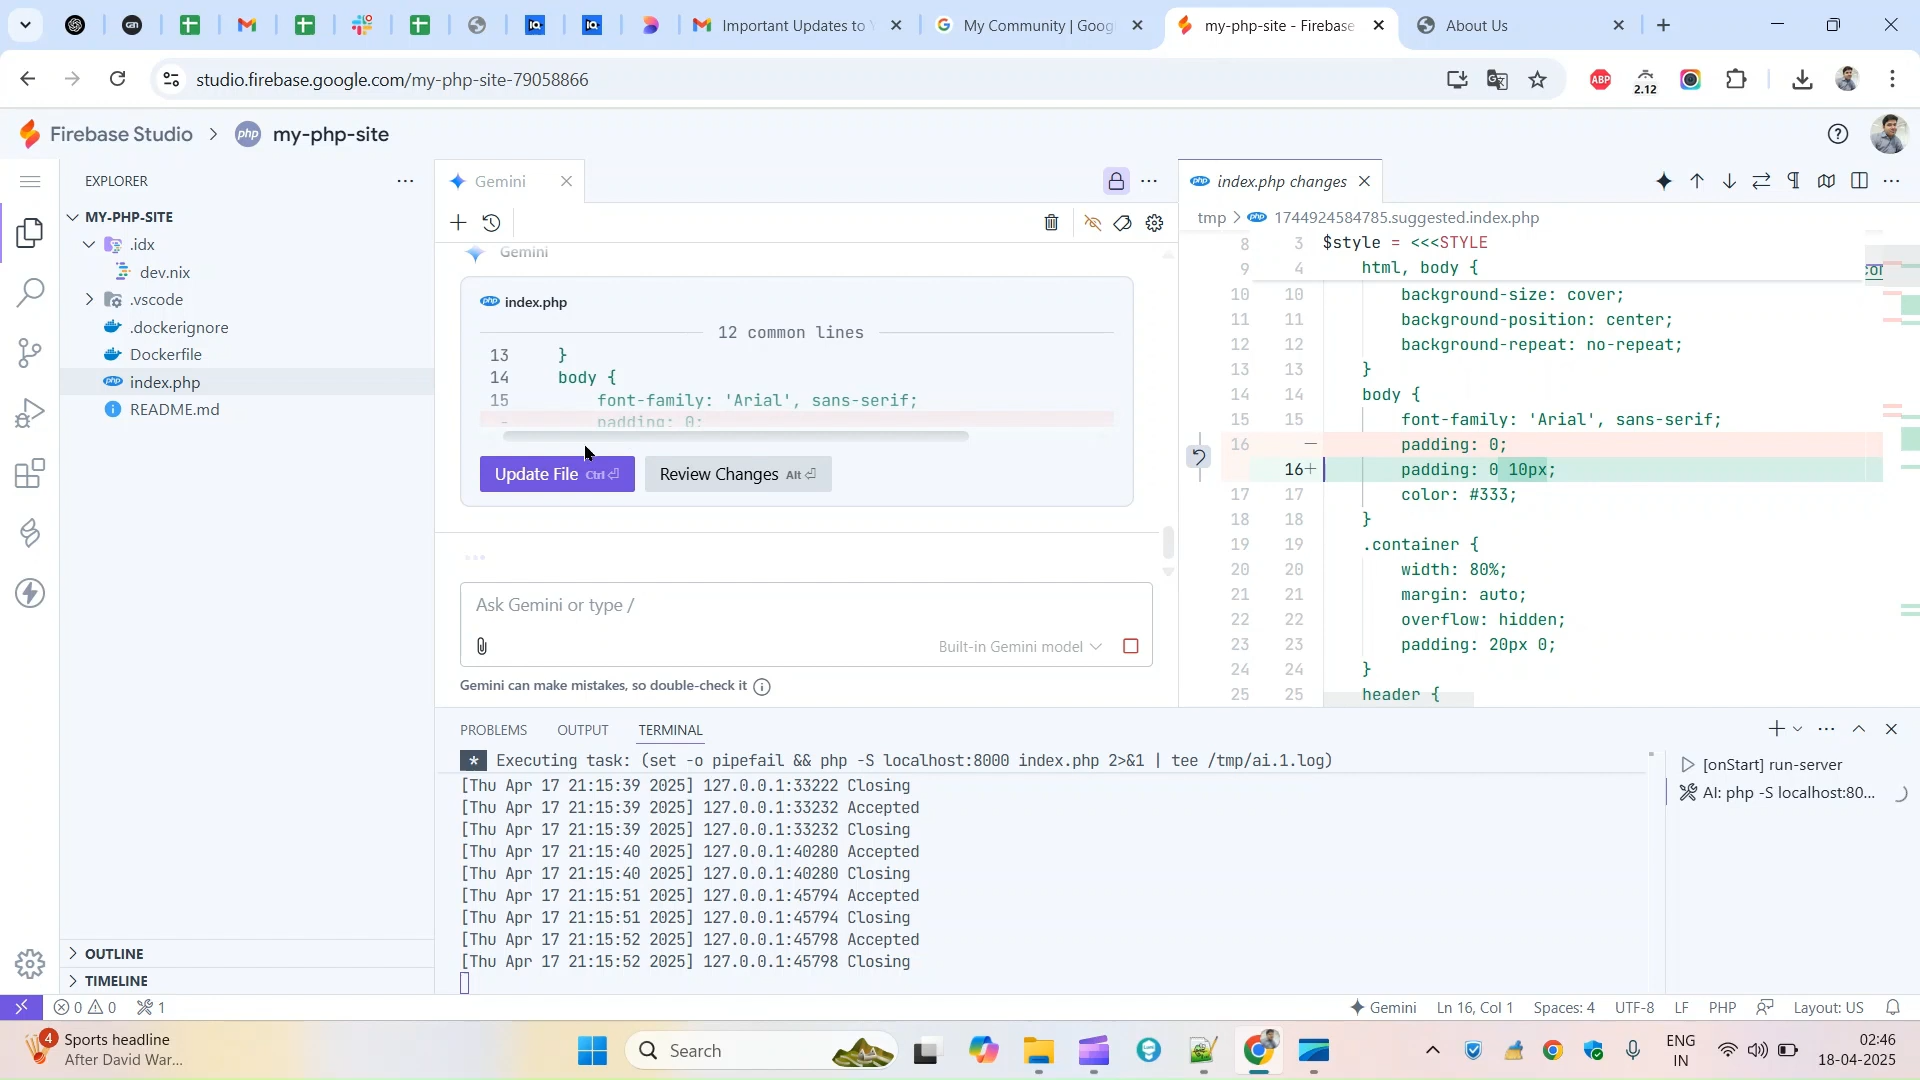 Important Updates to Y
My Community | Goog
my-php-site - Firebase
About Us
studio.firebase.google.com/my-php-site-79058866
ABP
2.12
Firebase Studio > php my-php-site
EXPLORER
MY-PHP-SITE
.idx
dev.nix
.vscode
.dockerignore
Dockerfile
index.php
README.md
OUTLINE
TIMELINE
Gemini
Gemini
index.php
12 common lines
13 }
14 body {
15 font-family: 'Arial', sans-serif;
- padding: 0;
Update File Ctrl ⏎
Review Changes Alt ⏎
Ask Gemini or type /
Built-in Gemini model
Gemini can make mistakes, so double-check it
index.php changes
tmp > 1744924584785.suggested.index.php
8 3 $style = <<<STYLE
9 4 html, body {
10 10 background-size: cover;
11 11 background-position: center;
12 12 background-repeat: no-repeat;
13 13 }
14 14 body {
15 15 font-family: 'Arial', sans-serif;
16 — padding: 0;
16+ padding: 0 10px;
17 17 color: #333;
18 18 }
19 19 .container {
20 20 width: 80%;
21 21 margin: auto;
22 22 overflow: hidden;
23 23 padding: 20px 0;
24 24 }
25 25 header {
PROBLEMS
OUTPUT
TERMINAL
* Executing task: (set -o pipefail && php -S localhost:8000 index.php 2>&1 | tee /tmp/ai.1.log)
[Thu Apr 17 21:15:39 2025] 127.0.0.1:33222 Closing
[Thu Apr 17 21:15:39 2025] 127.0.0.1:33232 Accepted
[Thu Apr 17 21:15:39 2025] 127.0.0.1:33232 Closing
[Thu Apr 17 21:15:40 2025] 127.0.0.1:40280 Accepted
[Thu Apr 17 21:15:40 2025] 127.0.0.1:40280 Closing
[Thu Apr 17 21:15:51 2025] 127.0.0.1:45794 Accepted
[Thu Apr 17 21:15:51 2025] 127.0.0.1:45794 Closing
[Thu Apr 17 21:15:52 2025] 127.0.0.1:45798 Accepted
[Thu Apr 17 21:15:52 2025] 127.0.0.1:45798 Closing
[onStart] run-server
AI: php -S localhost:80...
0 0 1
Gemini
Ln 16, Col 1
Spaces: 4
UTF-8
LF
PHP
Layout: US
4
Sports headline
After David War...
Search
ENG
IN
02:46
18-04-2025